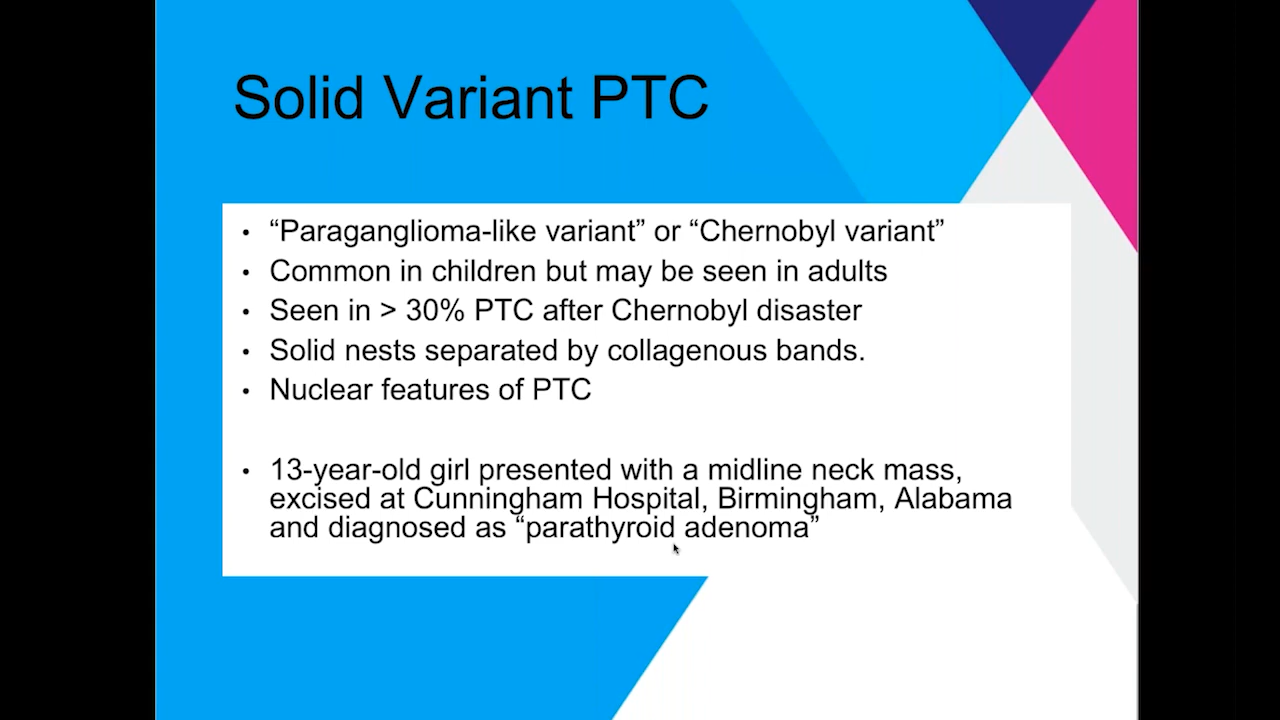 Solid Variant PTC
• “Paraganglioma-like variant” or “Chernobyl variant”
• Common in children but may be seen in adults
• Seen in > 30% PTC after Chernobyl disaster
• Solid nests separated by collagenous bands.
• Nuclear features of PTC
• 13-year-old girl presented with a midline neck mass,
excised at Cunningham Hospital, Birmingham, Alabama
and diagnosed as “parathyroid adenoma”